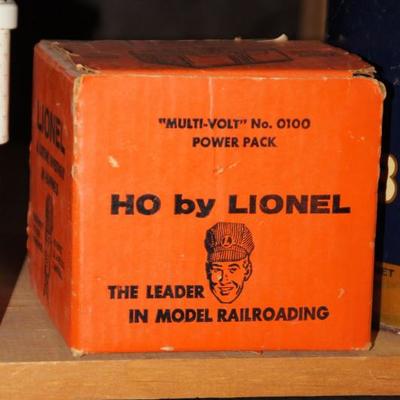 "MULTI-VOLT" No. 0100
POWER PACK
HO by LIONEL
THE LEADER
IN MODEL RAILROADING
LIONEL